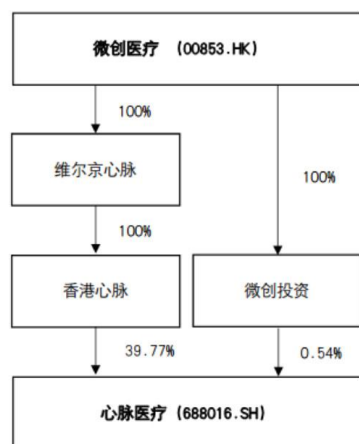 微创医疗 （00853.HK）
100%
维尔京心脉
100%
100%
香港心脉
微创投资
39.77%
0.54%
心脉医疗(688016.SH)